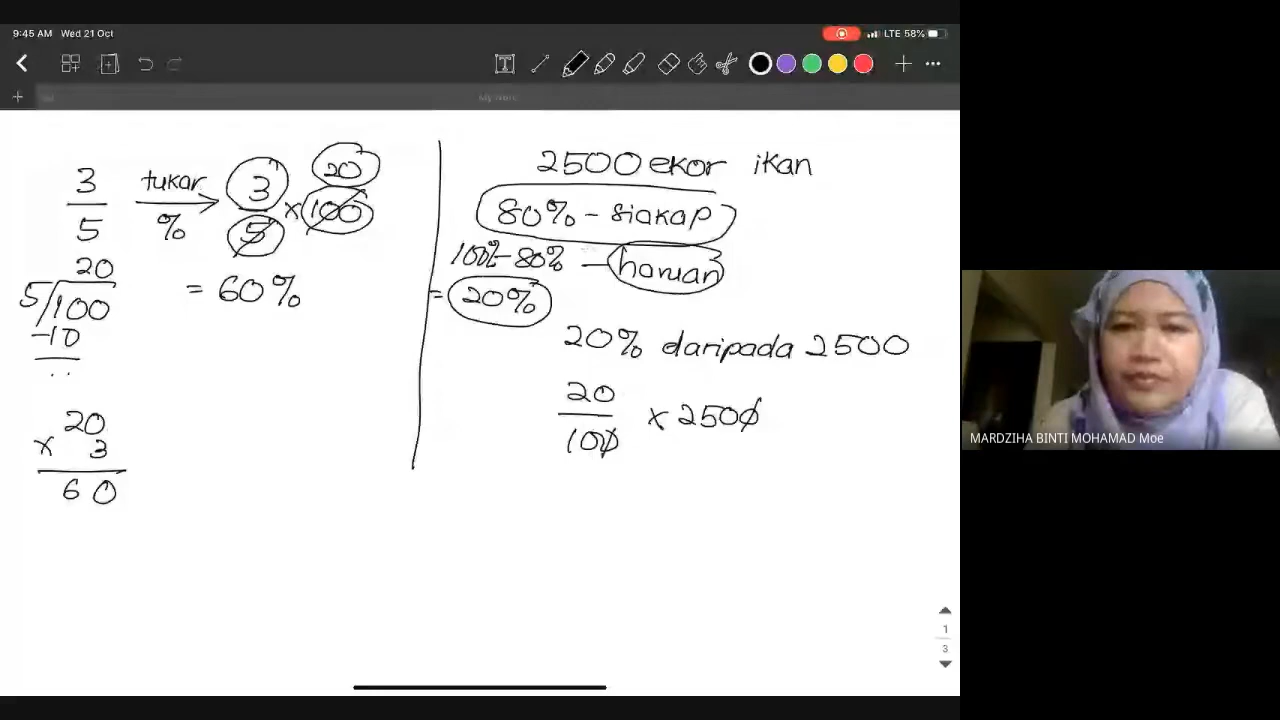 9:45 AM Wed 21 Oct
LTE 58%
3/5 tukar % → 3/5 × 100 20
= 60%
20
5/100
-10
. .
20
× 3
60
2500 ekor ikan
80% - siakap
100% - 80% - haruan
= 20%
20% daripada 2500
20/100 × 2500
1
3
MARDZIHA BINTI MOHAMAD Moe